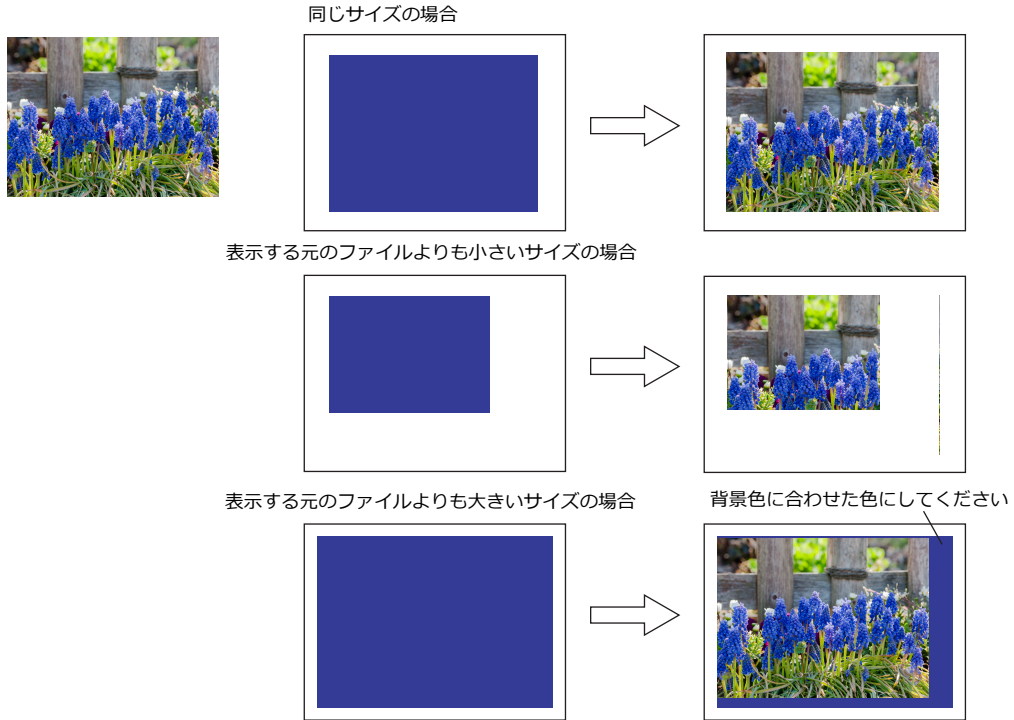 同じサイズの場合
表示する元のファイルよりも小さいサイズの場合
表示する元のファイルよりも大きいサイズの場合
背景色に合わせた色にしてください